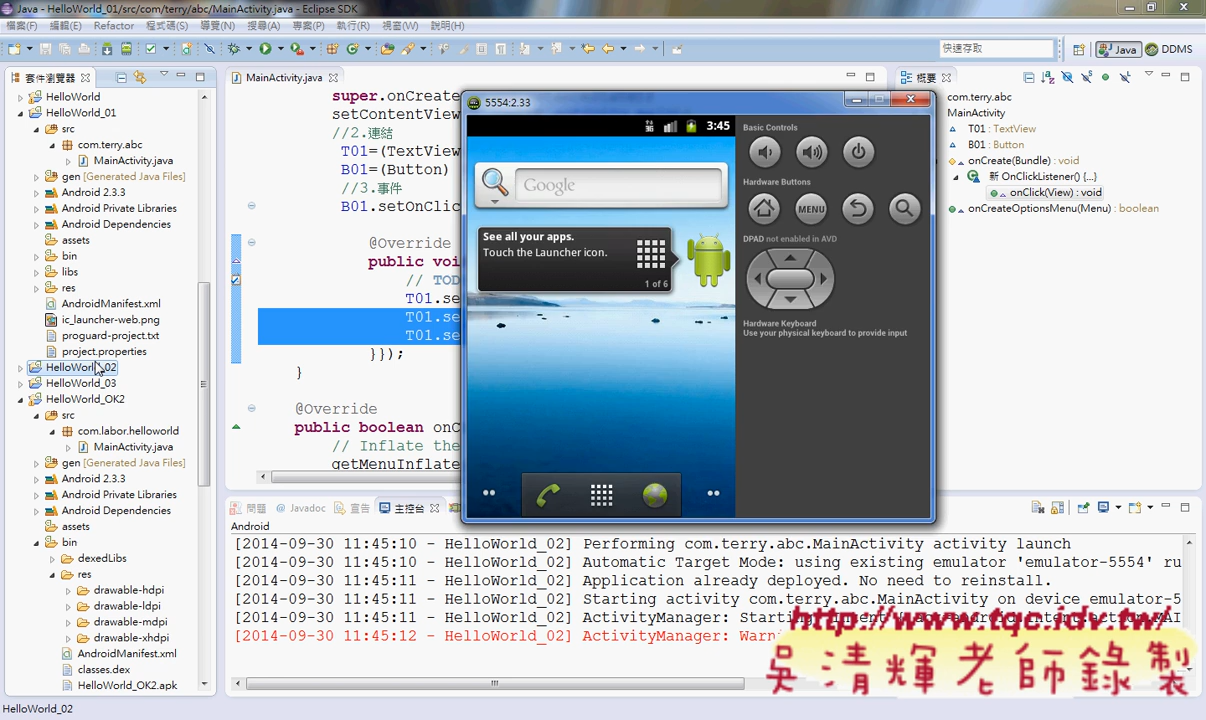 Java - HelloWorld_01/src/com/terry/abc/MainActivity.java - Eclipse SDK
檔案(F) 編輯(E) Refactor 程式碼(S) 導覽(N) 搜尋(A) 專案(P) 執行(R) 視窗(W) 說明(H)
快速存取
Java
DDMS
套件瀏覽器
HelloWorld
HelloWorld_01
src
com.terry.abc
MainActivity.java
gen [Generated Java Files]
Android 2.3.3
Android Private Libraries
Android Dependencies
assets
bin
libs
res
AndroidManifest.xml
ic_launcher-web.png
proguard-project.txt
project.properties
HelloWorld_02
HelloWorld_03
HelloWorld_OK2
src
com.labor.helloworld
MainActivity.java
gen [Generated Java Files]
Android 2.3.3
Android Private Libraries
Android Dependencies
assets
bin
dexedLibs
res
drawable-hdpi
drawable-ldpi
drawable-mdpi
drawable-xhdpi
AndroidManifest.xml
classes.dex
HelloWorld_OK2.apk
HelloWorld_02
MainActivity.java
super.onCreate
setContentView
//2.連結
T01=(TextView
B01=(Button)
//3.事件
B01.setOnClic
@Override
public voi
// TOD
T01.se
T01.se
T01.se
}});
}
@Override
public boolean onC
// Inflate the
getMenuInflate
5554:2.33
3:45
Google
See all your apps.
Touch the Launcher icon.
1 of 6
Basic Controls
Hardware Buttons
MENU
DPAD not enabled in AVD
Hardware Keyboard
Use your physical keyboard to provide input
概要
com.terry.abc
MainActivity
T01 : TextView
B01 : Button
onCreate(Bundle) : void
新 OnClickListener() {...}
onClick(View) : void
onCreateOptionsMenu(Menu) : boolean
問題 @ Javadoc 宣告 主控台
Android
[2014-09-30 11:45:10 - HelloWorld_02] Performing com.terry.abc.MainActivity activity launch
[2014-09-30 11:45:10 - HelloWorld_02] Automatic Target Mode: using existing emulator 'emulator-5554' ru
[2014-09-30 11:45:10 - HelloWorld_02] Application already deployed. No need to reinstall.
[2014-09-30 11:45:11 - HelloWorld_02] Starting activity com.terry.abc.MainActivity on device emulator-5
[2014-09-30 11:45:11 - HelloWorld_02] ActivityManager: Starti
[2014-09-30 11:45:12 - HelloWorld_02] ActivityManager: Warn
http://www.tqc.idv.tw/
吳清輝老師錄製